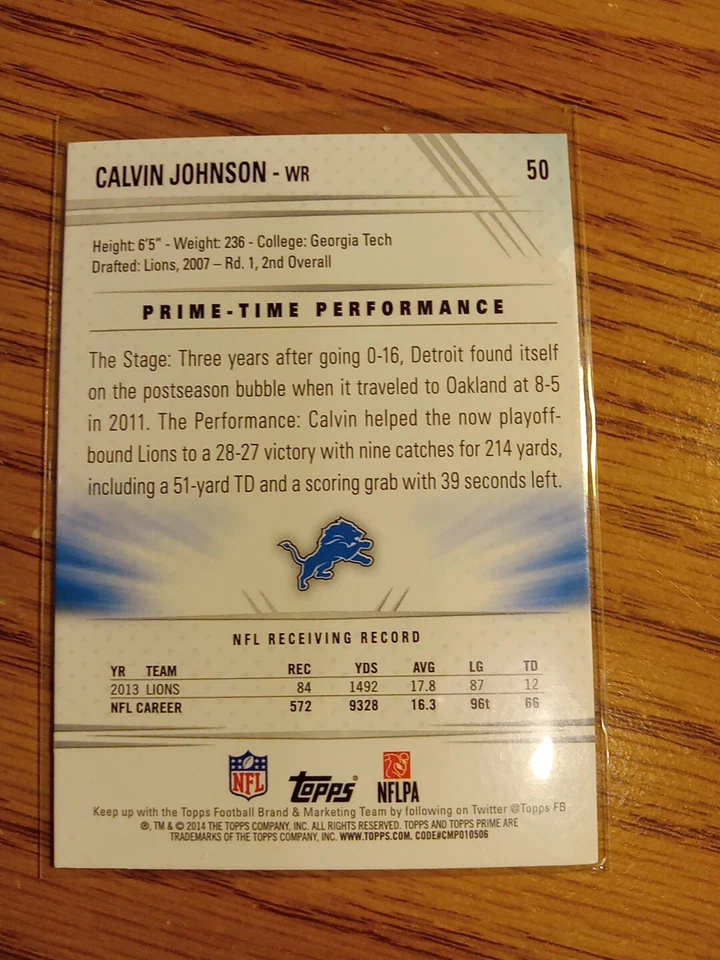 CALVIN JOHNSON - WR 50
Height: 6'5" - Weight: 236 - College: Georgia Tech
Drafted: Lions, 2007 – Rd. 1, 2nd Overall
PRIME-TIME PERFORMANCE
The Stage: Three years after going 0-16, Detroit found itself
on the postseason bubble when it traveled to Oakland at 8-5
in 2011. The Performance: Calvin helped the now playoff-
bound Lions to a 28-27 victory with nine catches for 214 yards,
including a 51-yard TD and a scoring grab with 39 seconds left.
NFL RECEIVING RECORD
YR TEAM REC YDS AVG LG TD
2013 LIONS 84 1492 17.8 87 12
NFL CAREER 572 9328 16.3 96t 66
NFL Topps® NFLPA
Keep up with the Topps Football Brand & Marketing Team by following on Twitter @Topps FB
®, TM & © 2014 THE TOPPS COMPANY, INC. ALL RIGHTS RESERVED. TOPPS AND TOPPS PRIME ARE
TRADEMARKS OF THE TOPPS COMPANY, INC. WWW.TOPPS.COM. CODE#CMP010506